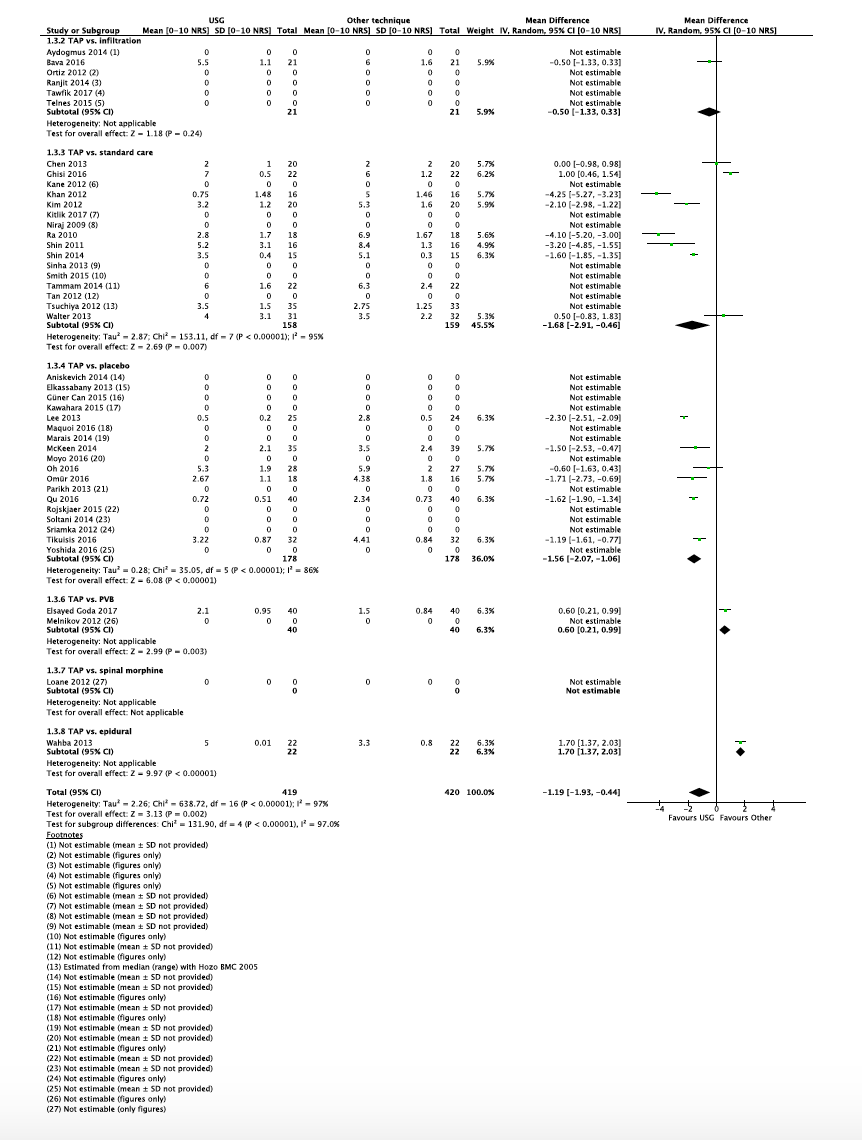 USG Other technique Mean Difference Mean Difference
Study or Subgroup Mean [0-10 NRS] SD [0-10 NRS] Total Mean [0-10 NRS] SD [0-10 NRS] Total Weight IV, Random, 95% CI [0-10 NRS] IV, Random, 95% CI [0-10 NRS]
1.3.2 TAP vs. infiltration
Aydogmus 2014 (1) 0 0 0 0 0 0 Not estimable
Bava 2016 5.5 1.1 21 6 1.6 21 5.9% −0.50 [−1.33, 0.33]
Ortiz 2012 (2) 0 0 0 0 0 0 Not estimable
Ranjit 2014 (3) 0 0 0 0 0 0 Not estimable
Tawfik 2017 (4) 0 0 0 0 0 0 Not estimable
Telnes 2015 (5) 0 0 0 0 0 0 Not estimable
Subtotal (95% CI) 21 21 5.9% −0.50 [−1.33, 0.33]
Heterogeneity: Not applicable
Test for overall effect: Z = 1.18 (P = 0.24)
1.3.3 TAP vs. standard care
Chen 2013 2 1 20 2 2 20 5.7% 0.00 [−0.98, 0.98]
Ghisi 2016 7 0.5 22 6 1.2 22 6.2% 1.00 [0.46, 1.54]
Kane 2012 (6) 0 0 0 0 0 0 Not estimable
Khan 2012 0.75 1.48 16 5 1.46 16 5.7% −4.25 [−5.27, −3.23]
Kim 2012 3.2 1.2 20 5.3 1.6 20 5.9% −2.10 [−2.98, −1.22]
Kitlik 2017 (7) 0 0 0 0 0 0 Not estimable
Niraj 2009 (8) 0 0 0 0 0 0 Not estimable
Ra 2010 2.8 1.7 18 6.9 1.67 18 5.6% −4.10 [−5.20, −3.00]
Shin 2011 5.2 3.1 16 8.4 1.3 16 4.9% −3.20 [−4.85, −1.55]
Shin 2014 3.5 0.4 15 5.1 0.3 15 6.3% −1.60 [−1.85, −1.35]
Sinha 2013 (9) 0 0 0 0 0 0 Not estimable
Smith 2015 (10) 0 0 0 0 0 0 Not estimable
Tammam 2014 (11) 6 1.6 22 6.3 2.4 22 Not estimable
Tan 2012 (12) 0 0 0 0 0 0 Not estimable
Tsuchiya 2012 (13) 3.5 1.5 35 2.75 1.25 33 Not estimable
Walter 2013 4 3.1 31 3.5 2.2 32 5.3% 0.50 [−0.83, 1.83]
Subtotal (95% CI) 158 159 45.5% −1.68 [−2.91, −0.46]
Heterogeneity: Tau² = 2.87; Chi² = 153.11, df = 7 (P < 0.00001); I² = 95%
Test for overall effect: Z = 2.69 (P = 0.007)
1.3.4 TAP vs. placebo
Aniskevich 2014 (14) 0 0 0 0 0 0 Not estimable
Elkassabany 2013 (15) 0 0 0 0 0 0 Not estimable
Güner Can 2015 (16) 0 0 0 0 0 0 Not estimable
Kawahara 2015 (17) 0 0 0 0 0 0 Not estimable
Lee 2013 0.5 0.2 25 2.8 0.5 24 6.3% −2.30 [−2.51, −2.09]
Maquoi 2016 (18) 0 0 0 0 0 0 Not estimable
Marais 2014 (19) 0 0 0 0 0 0 Not estimable
McKeen 2014 2 2.1 35 3.5 2.4 39 5.7% −1.50 [−2.53, −0.47]
Moyo 2016 (20) 0 0 0 0 0 0 Not estimable
Oh 2016 5.3 1.9 28 5.9 2 27 5.7% −0.60 [−1.63, 0.43]
Omür 2016 2.67 1.1 18 4.38 1.8 16 5.7% −1.71 [−2.73, −0.69]
Parikh 2013 (21) 0 0 0 0 0 0 Not estimable
Qu 2016 0.72 0.51 40 2.34 0.73 40 6.3% −1.62 [−1.90, −1.34]
Rojskjaer 2015 (22) 0 0 0 0 0 0 Not estimable
Soltani 2014 (23) 0 0 0 0 0 0 Not estimable
Sriamka 2012 (24) 0 0 0 0 0 0 Not estimable
Tikuisis 2016 3.22 0.87 32 4.41 0.84 32 6.2% −1.19 [−1.61, −0.77]
Yoshida 2016 (25) 0 0 0 0 0 0 Not estimable
Subtotal (95% CI) 178 178 36.0% −1.56 [−2.07, −1.06]
Heterogeneity: Tau² = 0.28; Chi² = 35.05, df = 5 (P < 0.00001); I² = 86%
Test for overall effect: Z = 6.08 (P < 0.00001)
1.3.6 TAP vs. PVB
Elsayed Goda 2017 2.1 0.95 40 1.5 0.84 40 6.3% 0.60 [0.21, 0.99]
Melnikov 2012 (26) 0 0 0 0 0 0 Not estimable
Subtotal (95% CI) 40 40 6.3% 0.60 [0.21, 0.99]
Heterogeneity: Not applicable
Test for overall effect: Z = 2.99 (P = 0.003)
1.3.7 TAP vs. spinal morphine
Loane 2012 (27) 0 0 0 0 0 0 Not estimable
Subtotal (95% CI) 0 0 Not estimable
Heterogeneity: Not applicable
Test for overall effect: Not applicable
1.3.8 TAP vs. epidural
Wahba 2013 5 0.01 22 3.3 0.8 22 6.3% 1.70 [1.37, 2.03]
Subtotal (95% CI) 22 22 6.3% 1.70 [1.37, 2.03]
Heterogeneity: Not applicable
Test for overall effect: Z = 9.97 (P < 0.00001)
Total (95% CI) 419 420 100.0% −1.19 [−1.93, −0.44]
Heterogeneity: Tau² = 2.26; Chi² = 638.72, df = 16 (P < 0.00001); I² = 97%
Test for overall effect: Z = 3.13 (P = 0.002)
Test for subgroup differences: Chi² = 131.90, df = 4 (P < 0.00001), I² = 97.0%
−4 −2 0 2 4
Favours USG Favours Other
Footnotes
(1) Not estimable (mean ± SD not provided)
(2) Not estimable (figures only)
(3) Not estimable (figures only)
(4) Not estimable (figures only)
(5) Not estimable (figures only)
(6) Not estimable (mean ± SD not provided)
(7) Not estimable (mean ± SD not provided)
(8) Not estimable (mean ± SD not provided)
(9) Not estimable (mean ± SD not provided)
(10) Not estimable (figures only)
(11) Not estimable (mean ± SD not provided)
(12) Not estimable (figures only)
(13) Estimated from median (range) with Hozo BMC 2005
(14) Not estimable (mean ± SD not provided)
(15) Not estimable (mean ± SD not provided)
(16) Not estimable (figures only)
(17) Not estimable (mean ± SD not provided)
(18) Not estimable (figures only)
(19) Not estimable (mean ± SD not provided)
(20) Not estimable (mean ± SD not provided)
(21) Not estimable (figures only)
(22) Not estimable (mean ± SD not provided)
(23) Not estimable (mean ± SD not provided)
(24) Not estimable (figures only)
(25) Not estimable (mean ± SD not provided)
(26) Not estimable (figures only)
(27) Not estimable (only figures)